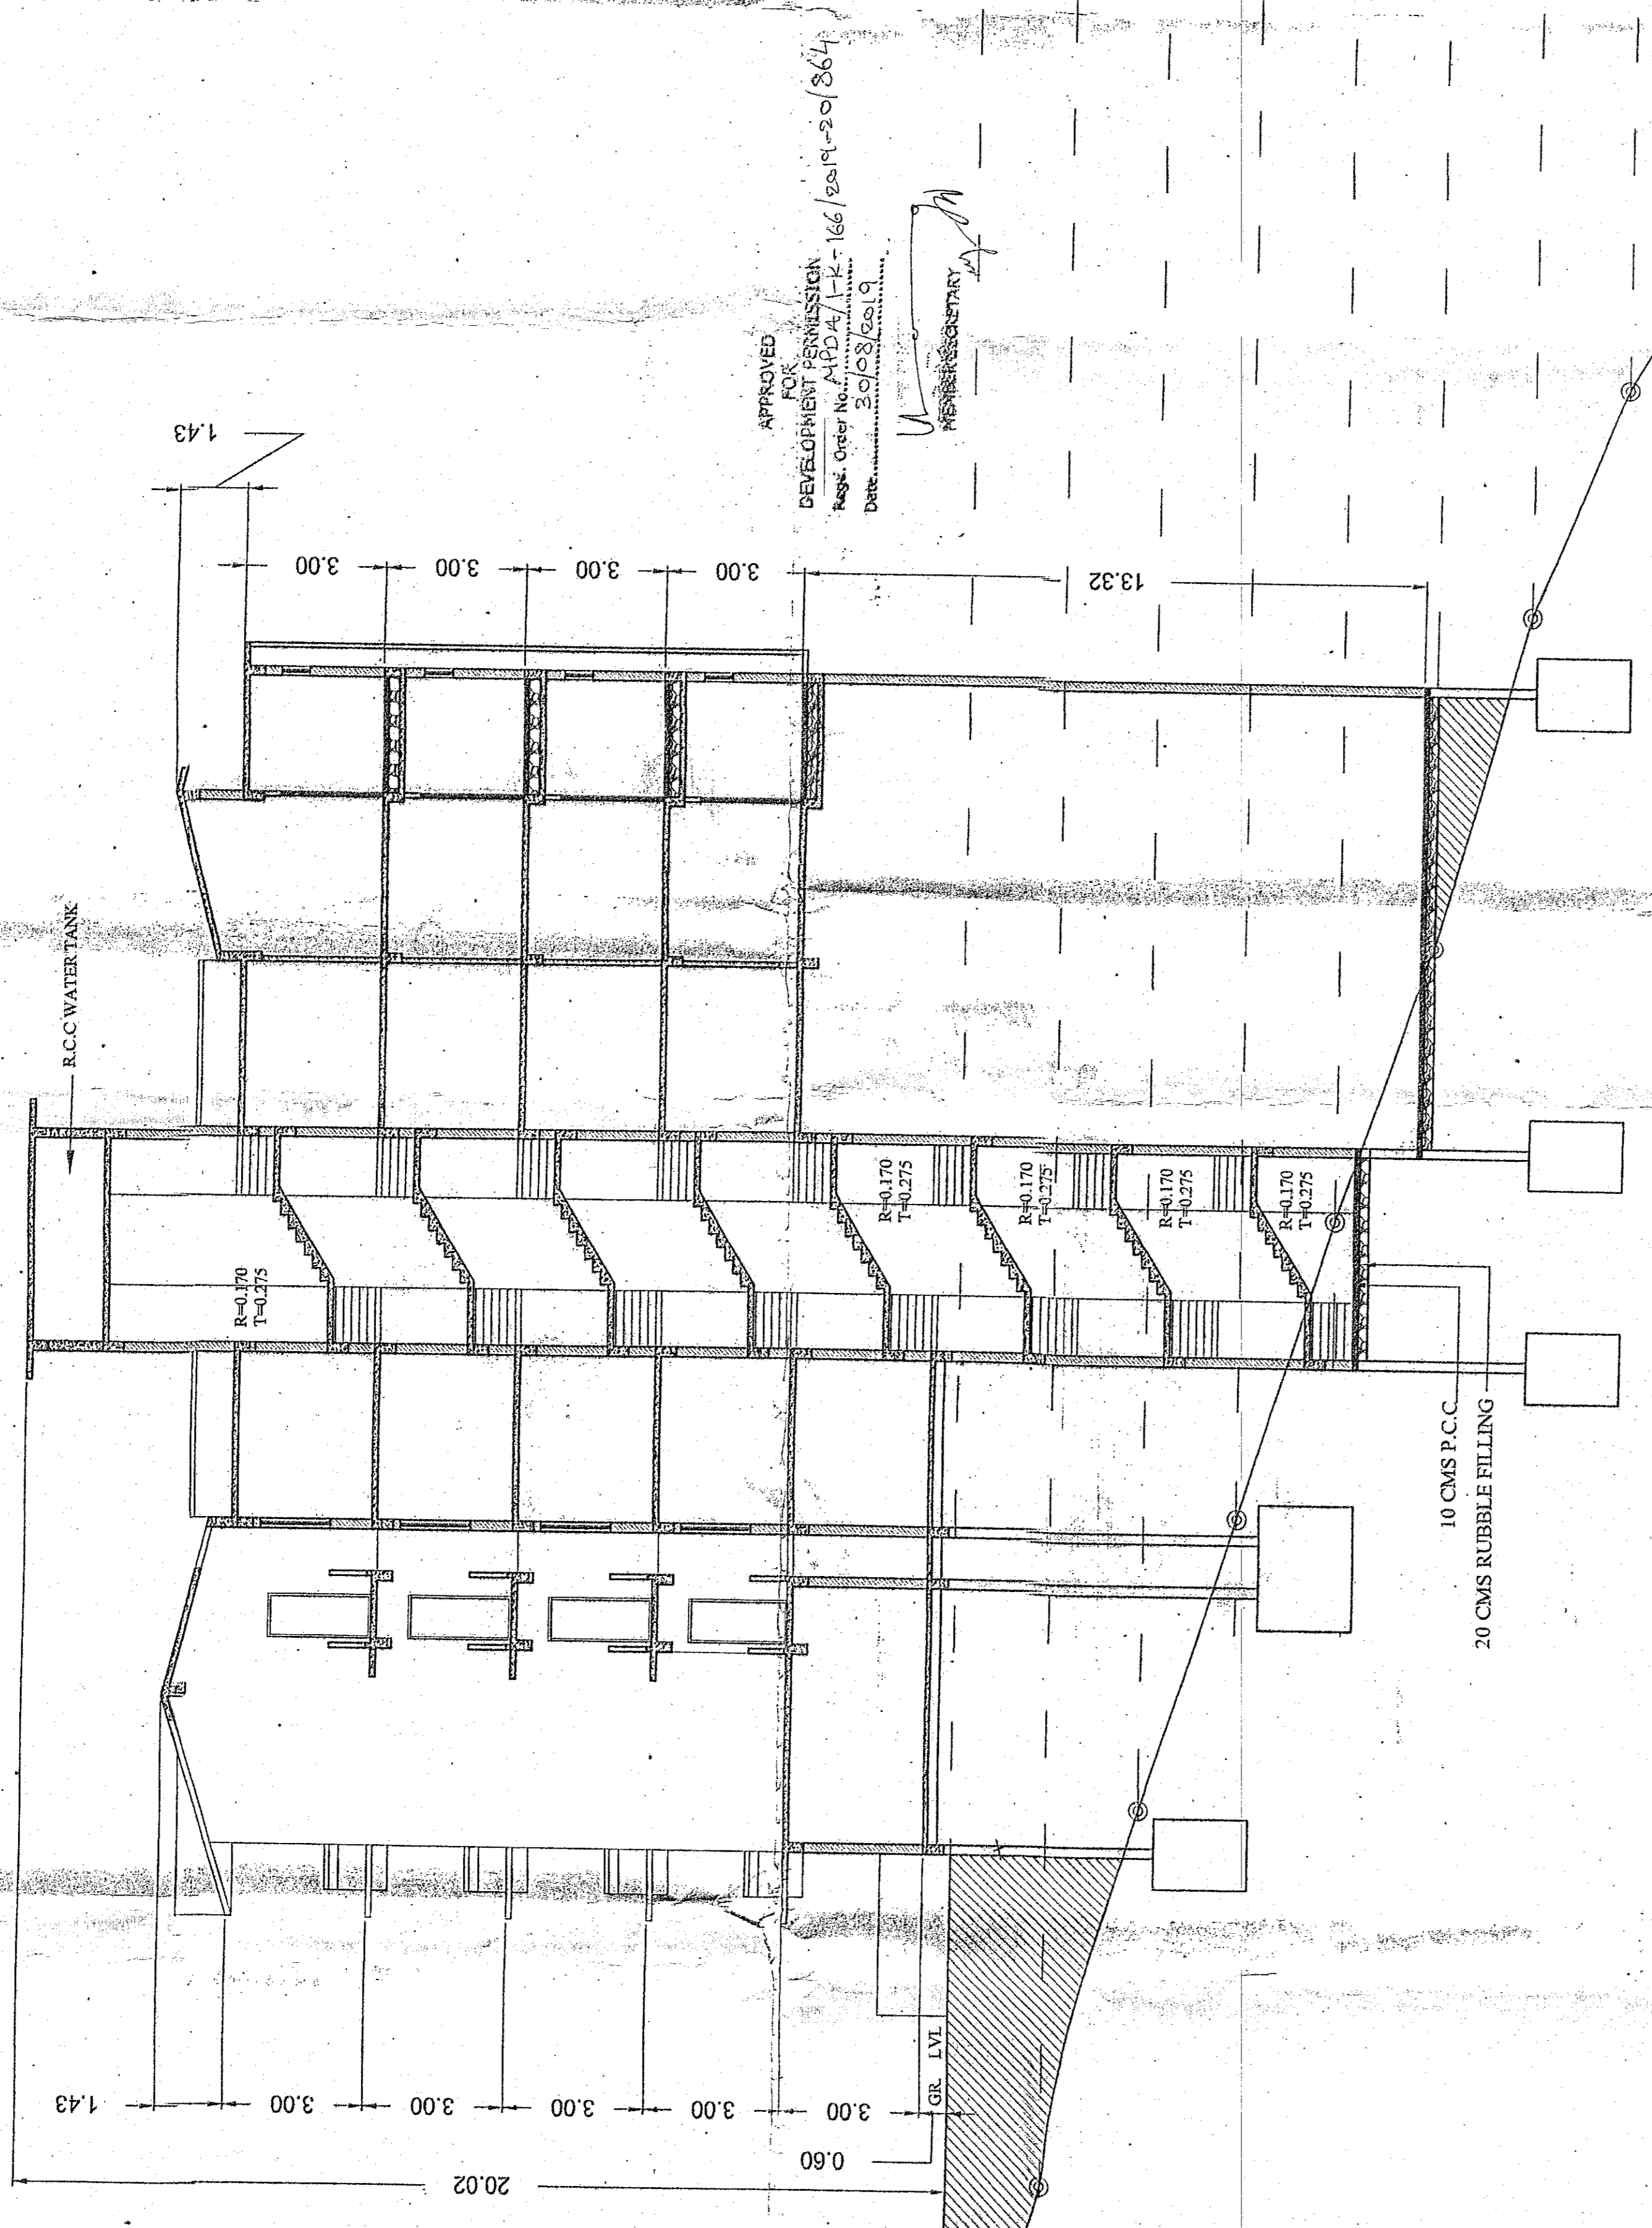 R.C.C WATER TANK
APPROVED
FOR
DEVELOPMENT PERMISSION
Rege. Order No. MPDA/1-K-166/2019-20/864
Date. 30/08/2019
MEMBER SECRETARY
1.43
3.00
3.00
3.00
3.00
13.32
R=0.170
T=0.275
R=0.170
T=0.275
R=0.170
T=0.275
R=0.170
T=0.275
R=0.170
T=0.275
10 CMS P.C.C.
20 CMS RUBBLE FILLING
1.43
3.00
3.00
3.00
3.00
3.00
0.60
GR. LVL
20.02